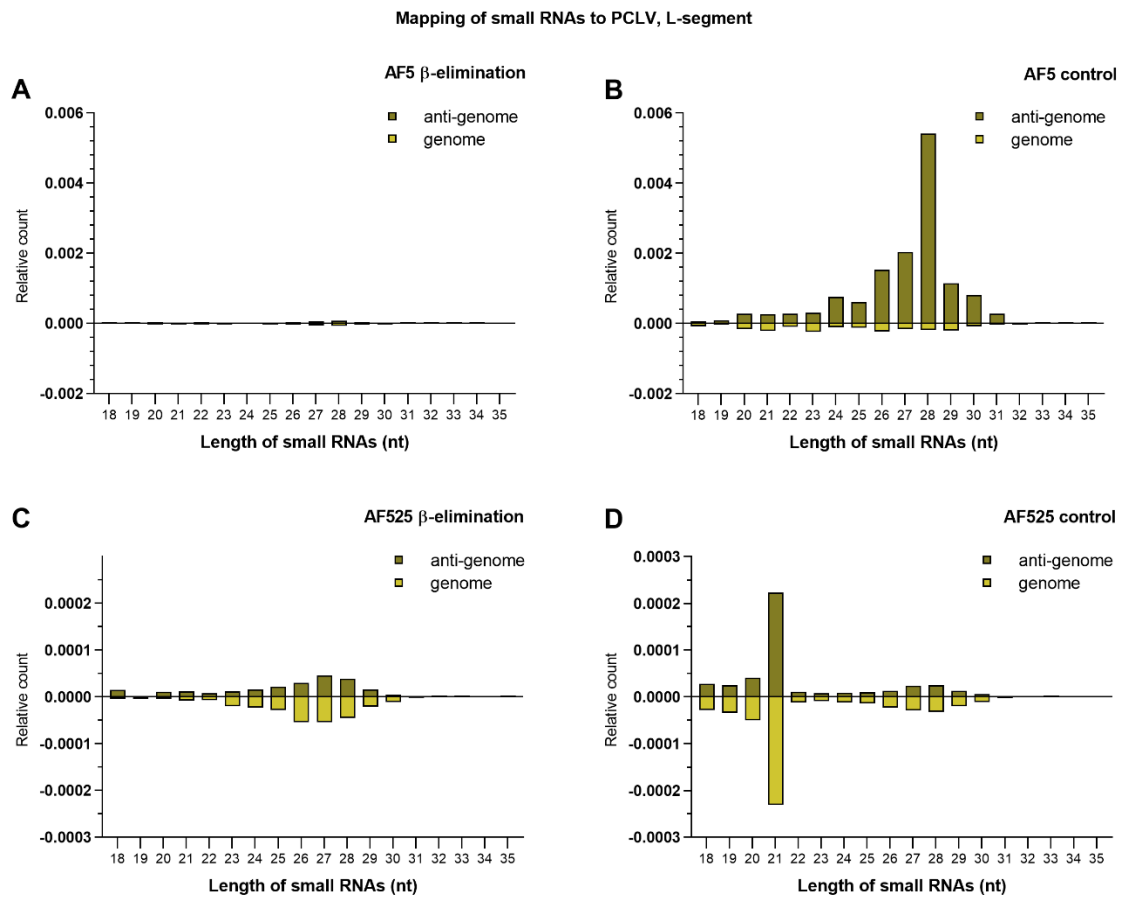 Mapping of small RNAs to PCLV, L-segment
A
AF5 β-elimination
anti-genome
genome
0.006
0.004
0.002
0.000
-0.002
Relative count
18 19 20 21 22 23 24 25 26 27 28 29 30 31 32 33 34 35
Length of small RNAs (nt)
B
AF5 control
anti-genome
genome
0.006
0.004
0.002
0.000
-0.002
Relative count
18 19 20 21 22 23 24 25 26 27 28 29 30 31 32 33 34 35
Length of small RNAs (nt)
C
AF525 β-elimination
anti-genome
genome
0.0002
0.0001
0.0000
-0.0001
-0.0002
-0.0003
Relative count
18 19 20 21 22 23 24 25 26 27 28 29 30 31 32 33 34 35
Length of small RNAs (nt)
D
AF525 control
anti-genome
genome
0.0003
0.0002
0.0001
0.0000
-0.0001
-0.0002
-0.0003
Relative count
18 19 20 21 22 23 24 25 26 27 28 29 30 31 32 33 34 35
Length of small RNAs (nt)